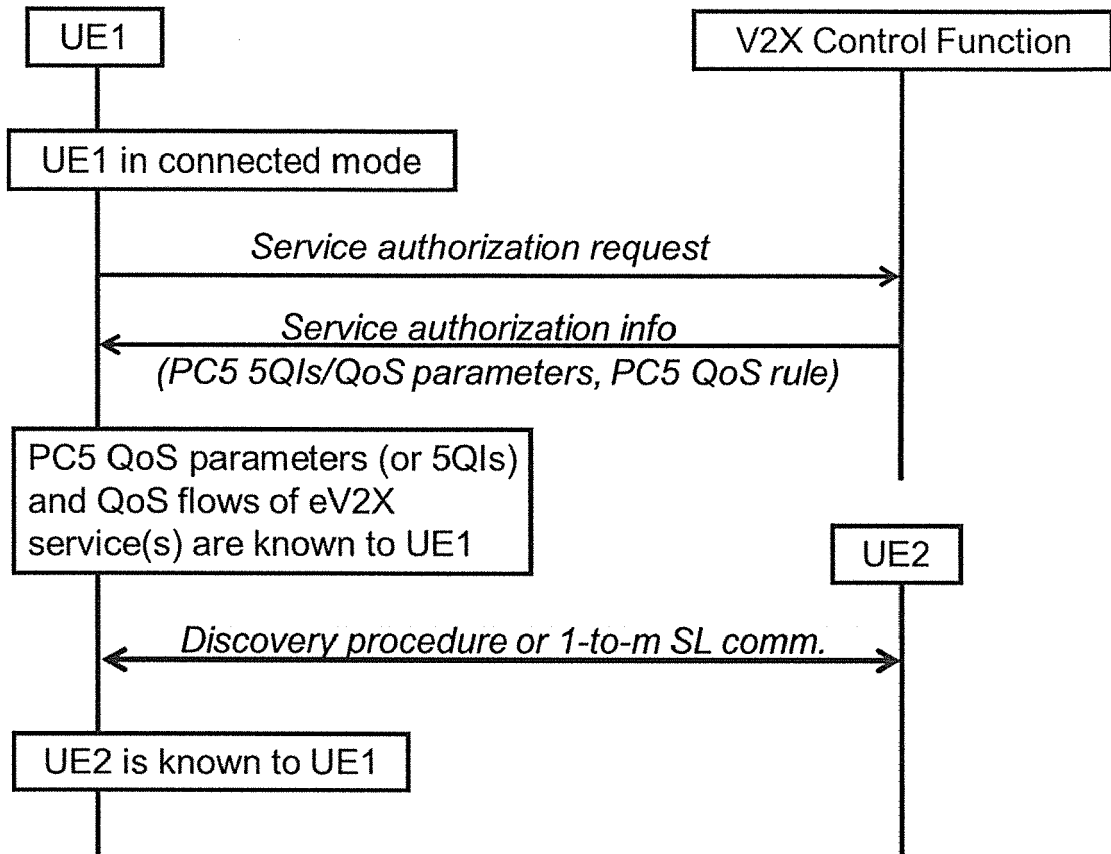 UE1
V2X Control Function
UE1 in connected mode
Service authorization request
Service authorization info
(PC5 5QIs/QoS parameters, PC5 QoS rule)
PC5 QoS parameters (or 5QIs)
and QoS flows of eV2X
service(s) are known to UE1
UE2
Discovery procedure or 1-to-m SL comm.
UE2 is known to UE1